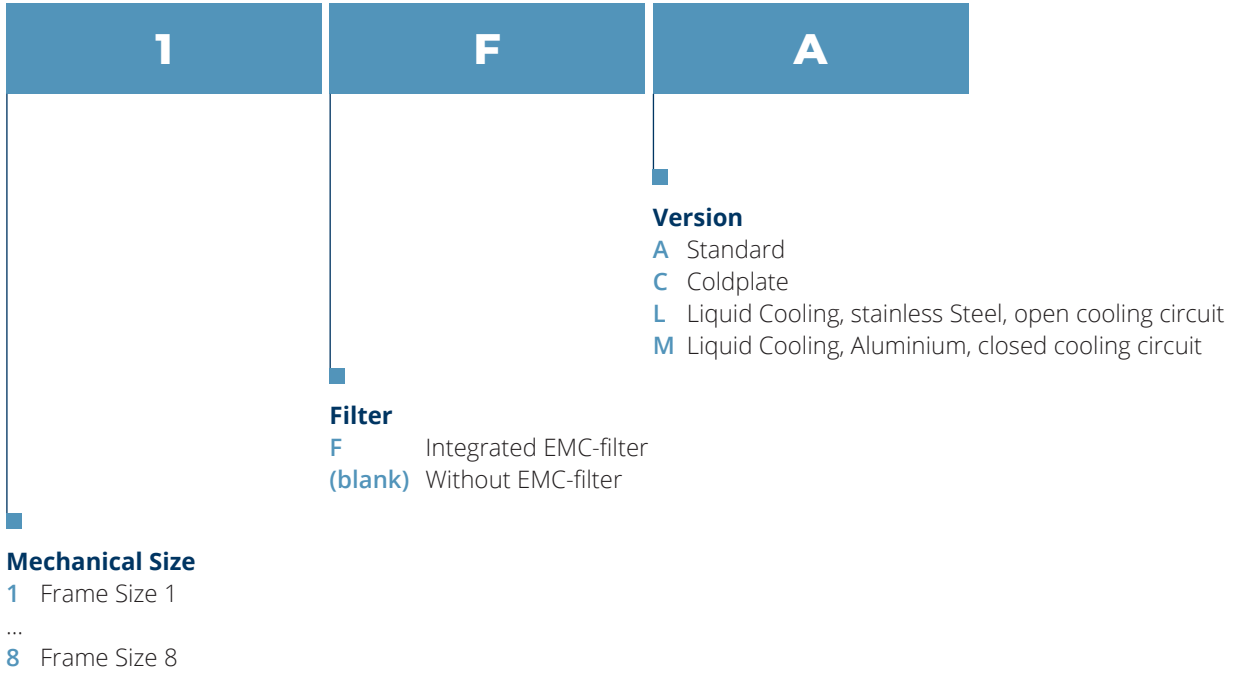 1 F A
Version
A Standard
C Coldplate
L Liquid Cooling, stainless Steel, open cooling circuit
M Liquid Cooling, Aluminium, closed cooling circuit
Filter
F Integrated EMC-filter
(blank) Without EMC-filter
Mechanical Size
1 Frame Size 1
...
8 Frame Size 8